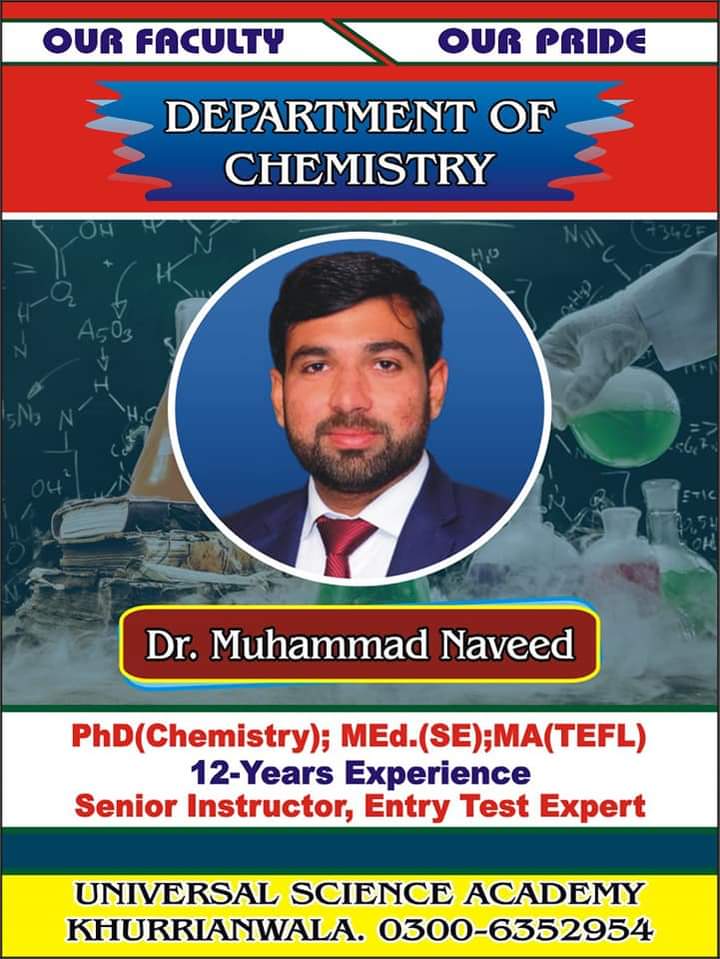 OUR FACULTY OUR PRIDE
DEPARTMENT OF
CHEMISTRY
Dr. Muhammad Naveed
PhD(Chemistry); MEd.(SE);MA(TEFL)
12-Years Experience
Senior Instructor, Entry Test Expert
UNIVERSAL SCIENCE ACADEMY
KHURRIANWALA. 0300-6352954